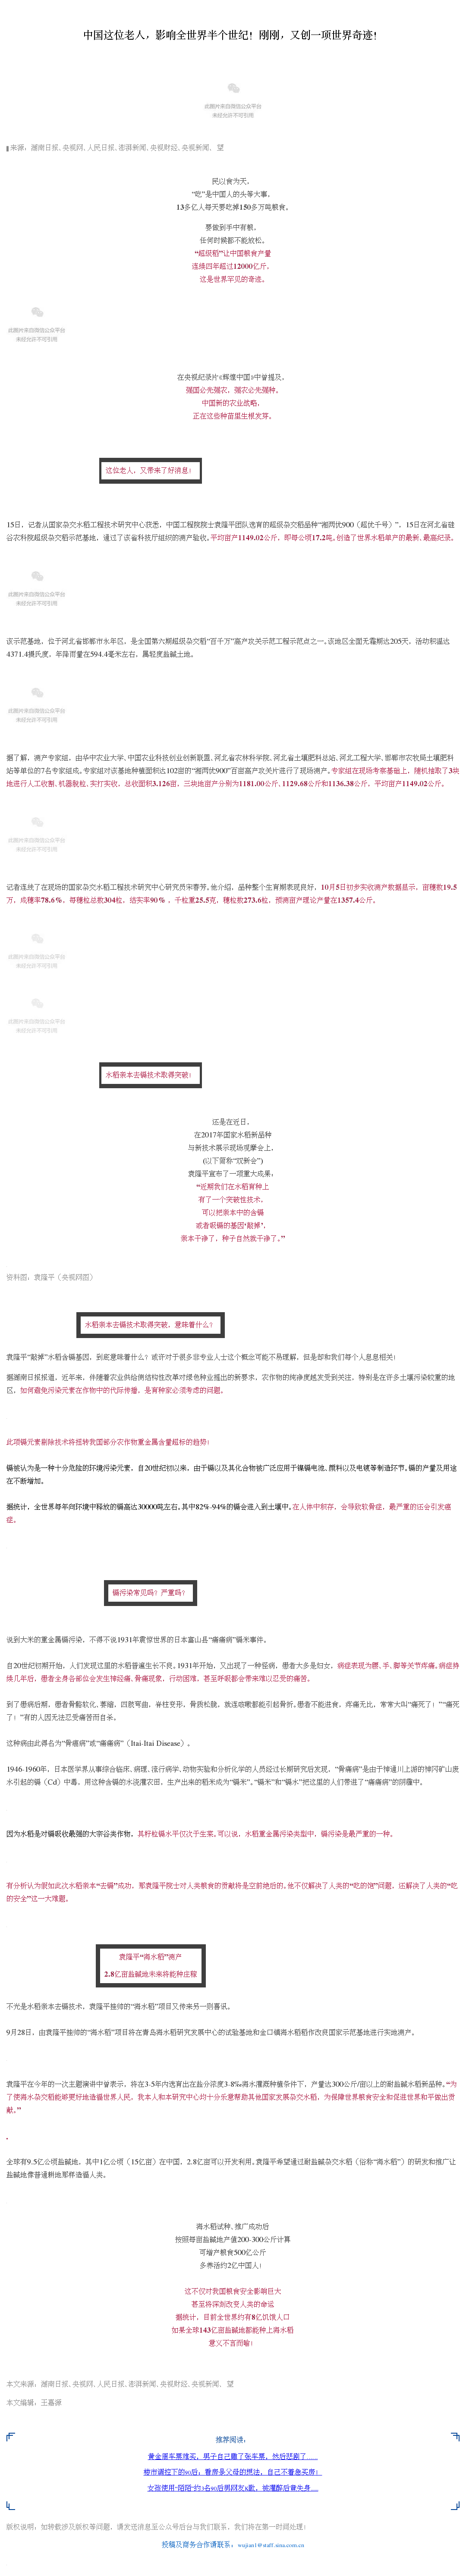 中国这位老人，影响全世界半个世纪！刚刚，又创一项世界奇迹！
此图片来自微信公众平台
未经允许不可引用
来源：湖南日报、央视网、人民日报、澎湃新闻、央视财经、央视新闻、 望
民以食为天，
“吃”是中国人的头等大事，
13多亿人每天要吃掉150多万吨粮食。
要做到手中有粮，
任何时候都不能放松。
“超级稻”让中国粮食产量
连续四年超过12000亿斤，
这是世界罕见的奇迹。
此图片来自微信公众平台
未经允许不可引用
在央视纪录片《辉煌中国》中曾提及，
强国必先强农，强农必先强种。
中国新的农业战略，
正在这些种苗里生根发芽。
这位老人，又带来了好消息！
15日，记者从国家杂交水稻工程技术研究中心获悉，中国工程院院士袁隆平团队选育的超级杂交稻品种“湘两优900（超优千号）”，15日在河北省硅
谷农科院超级杂交稻示范基地，通过了该省科技厅组织的测产验收。平均亩产1149.02公斤，即每公顷17.2吨。创造了世界水稻单产的最新、最高纪录。
此图片来自微信公众平台
未经允许不可引用
该示范基地，位于河北省邯郸市永年区，是全国第六期超级杂交稻“百千万”高产攻关示范工程示范点之一。该地区全面无霜期达205天，活动积温达
4371.4摄氏度，年降雨量在594.4毫米左右，属轻度盐碱土地。
此图片来自微信公众平台
未经允许不可引用
据了解，测产专家组，由华中农业大学、中国农业科技创业创新联盟、河北省农林科学院、河北省土壤肥料总站、河北工程大学、邯郸市农牧局土壤肥料
站等单位的7名专家组成。专家组对该基地种植面积达102亩的“湘两优900”百亩高产攻关片进行了现场测产。专家组在现场考察基础上，随机抽取了3块
地进行人工收割、机器脱粒、实打实收，总收面积3.126亩，三块地亩产分别为1181.00公斤、1129.68公斤和1136.38公斤，平均亩产1149.02公斤。
此图片来自微信公众平台
未经允许不可引用
记者连线了在现场的国家杂交水稻工程技术研究中心研究员宋春芳。他介绍，品种整个生育期表现良好，10月5日初步实收测产数据显示，亩穗数19.5
万，成穗率78.6%，每穗粒总数304粒，结实率90% ，千粒重25.5克，穗粒数273.6粒，预测亩产理论产量在1357.4公斤。
此图片来自微信公众平台
未经允许不可引用
此图片来自微信公众平台
未经允许不可引用
水稻亲本去镉技术取得突破！
还是在近日，
在2017年国家水稻新品种
与新技术展示现场观摩会上，
(以下简称“双新会”)
袁隆平宣布了一项重大成果：
“近期我们在水稻育种上
有了一个突破性技术，
可以把亲本中的含镉
或者吸镉的基因‘敲掉’，
亲本干净了，种子自然就干净了。”
资料图：袁隆平（央视网图）
水稻亲本去镉技术取得突破，意味着什么？
袁隆平“敲掉”水稻含镉基因，到底意味着什么？或许对于很多非专业人士这个概念可能不易理解，但是却和我们每个人息息相关！
据湖南日报报道，近年来，伴随着农业供给侧结构性改革对绿色种业提出的新要求，农作物的纯净度越发受到关注，特别是在许多土壤污染较重的地
区，如何避免污染元素在作物中的代际传播，是育种家必须考虑的问题。
此项镉元素剔除技术将扭转我国部分农作物重金属含量超标的趋势！
镉被认为是一种十分危险的环境污染元素，自20世纪初以来，由于镉以及其化合物被广泛应用于镍镉电池、颜料以及电镀等制造环节，镉的产量及用途
在不断增加。
据统计，全世界每年向环境中释放的镉高达30000吨左右，其中82%-94%的镉会进入到土壤中。在人体中积存，会导致软骨症，最严重的还会引发癌
症。
镉污染常见吗？严重吗？
说到大米的重金属镉污染，不得不说1931年震惊世界的日本富山县“痛痛病”镉米事件。
自20世纪初期开始，人们发现这里的水稻普遍生长不良，1931年开始，又出现了一种怪病，患者大多是妇女，病症表现为腰、手、脚等关节疼痛。病症持
续几年后，患者全身各部位会发生神经痛、骨痛现象，行动困难，甚至呼吸都会带来难以忍受的痛苦。
到了患病后期，患者骨骼软化、萎缩，四肢弯曲，脊柱变形，骨质松脆，就连咳嗽都能引起骨折。患者不能进食，疼痛无比，常常大叫“痛死了！”“痛死
了！”有的人因无法忍受痛苦而自杀。
这种病由此得名为“骨癌病”或“痛痛病”（Itai-Itai Disease）。
1946-1960年，日本医学界从事综合临床、病理、流行病学、动物实验和分析化学的人员经过长期研究后发现，“骨痛病”是由于神通川上游的神冈矿山废
水引起的镉（Cd）中毒，用这种含镉的水浇灌农田，生产出来的稻米成为“镉米”。“镉米”和“镉水”把这里的人们带进了“痛痛病”的阴霾中。
因为水稻是对镉吸收最强的大宗谷类作物，其籽粒镉水平仅次于生菜。可以说，水稻重金属污染类型中，镉污染是最严重的一种。
有分析认为假如此次水稻亲本“去镉”成功，那袁隆平院士对人类粮食的贡献将是空前绝后的。他不仅解决了人类的“吃的饱”问题，还解决了人类的“吃
的安全”这一大难题。
袁隆平“海水稻”测产
2.8亿亩盐碱地未来将能种庄稼
不光是水稻亲本去镉技术，袁隆平挂帅的“海水稻”项目又传来另一则喜讯。
9月28日，由袁隆平挂帅的“海水稻”项目将在青岛海水稻研究发展中心的试验基地和金口镇海水稻稻作改良国家示范基地进行实地测产。
袁隆平在今年的一次主题演讲中曾表示，将在3-5年内选育出在盐分浓度3-8‰海水灌溉种植条件下，产量达300公斤/亩以上的耐盐碱水稻新品种。“为
了使海水杂交稻能够更好地造福世界人民，我本人和本研究中心均十分乐意帮助其他国家发展杂交水稻，为保障世界粮食安全和促进世界和平做出贡
献。”
。
全球有9.5亿公顷盐碱地，其中1亿公顷（15亿亩）在中国，2.8亿亩可以开发利用。袁隆平希望通过耐盐碱杂交水稻（俗称“海水稻”）的研发和推广让
盐碱地像普通耕地那样造福人类。
海水稻试种、推广成功后
按照每亩盐碱地产值200-300公斤计算
可增产粮食500亿公斤
多养活约2亿中国人！
这不仅对我国粮食安全影响巨大
甚至将深刻改变人类的命运
据统计，目前全世界约有8亿饥饿人口
如果全球143亿亩盐碱地都能种上海水稻
意义不言而喻！
本文来源：湖南日报、央视网、人民日报、澎湃新闻、央视财经、央视新闻、 望
本文编辑：王嘉源
推荐阅读：
黄金周车票难买，男子自己画了张车票，然后悲剧了......
楼市调控下的90后：看房是父母的想法，自己不着急买房！
女孩使用“陌陌”约3名90后男网友K歌，被灌醉后竟失身.....
版权说明：如转载涉及版权等问题，请发送消息至公众号后台与我们联系，我们将在第一时间处理！
投稿及商务合作请联系：wujian1@staff.sina.com.cn